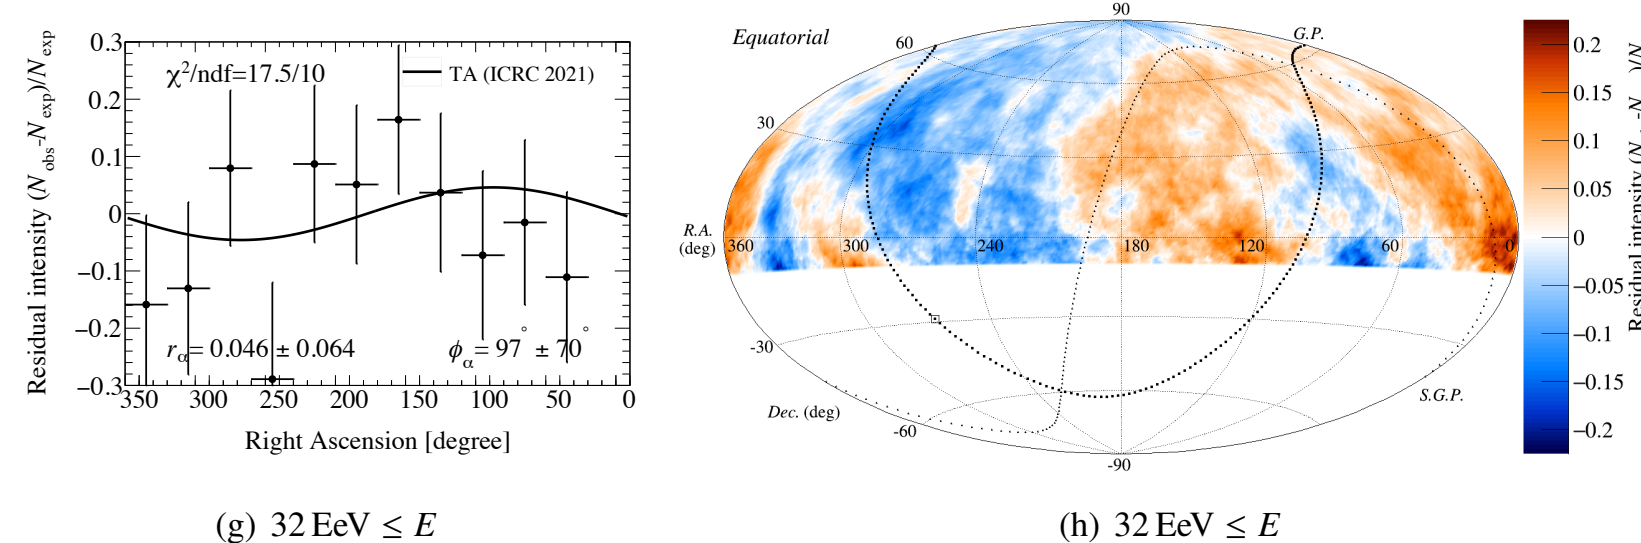 Residual intensity (N_obs-N_exp)/N_exp
0.3
0.2
0.1
0
−0.1
−0.2
−0.3
χ²/ndf=17.5/10
TA (ICRC 2021)
r_α= 0.046 ± 0.064
ϕ_α= 97° ± 70°
350 300 250 200 150 100 50 0
Right Ascension [degree]
(g) 32 EeV ≤ E
Equatorial
90
60
G.P.
30
R.A.
(deg)
360 300 240 180 120 60 0
-30
Dec. (deg)
S.G.P.
-60
-90
0.2
0.15
0.1
0.05
0
−0.05
−0.1
−0.15
−0.2
Residual intensity (N
(h) 32 EeV ≤ E